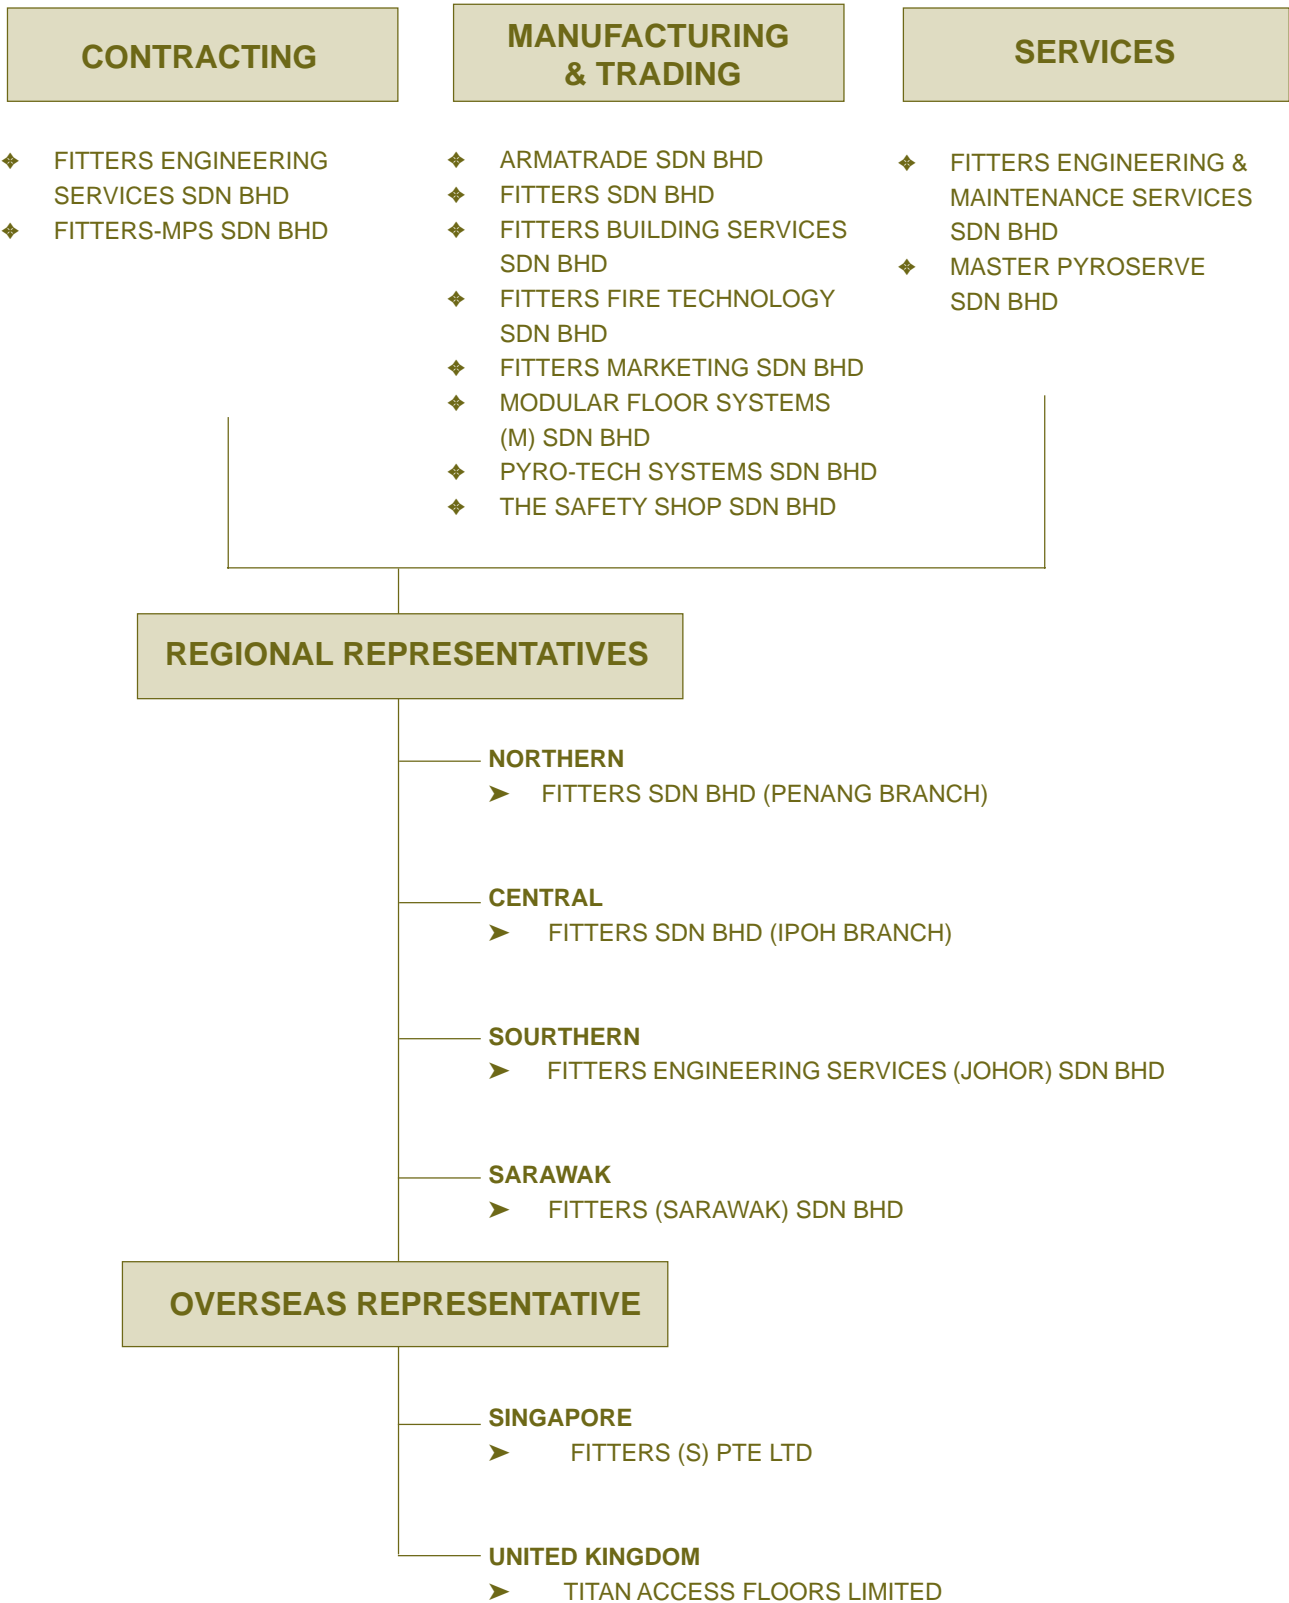 CONTRACTING
FITTERS ENGINEERING
SERVICES SDN BHD
FITTERS-MPS SDN BHD
MANUFACTURING
& TRADING
ARMATRADE SDN BHD
FITTERS SDN BHD
FITTERS BUILDING SERVICES
SDN BHD
FITTERS FIRE TECHNOLOGY
SDN BHD
FITTERS MARKETING SDN BHD
MODULAR FLOOR SYSTEMS
(M) SDN BHD
PYRO-TECH SYSTEMS SDN BHD
THE SAFETY SHOP SDN BHD
SERVICES
FITTERS ENGINEERING &
MAINTENANCE SERVICES
SDN BHD
MASTER PYROSERVE
SDN BHD
REGIONAL REPRESENTATIVES
NORTHERN
FITTERS SDN BHD (PENANG BRANCH)
CENTRAL
FITTERS SDN BHD (IPOH BRANCH)
SOURTHERN
FITTERS ENGINEERING SERVICES (JOHOR) SDN BHD
SARAWAK
FITTERS (SARAWAK) SDN BHD
OVERSEAS REPRESENTATIVE
SINGAPORE
FITTERS (S) PTE LTD
UNITED KINGDOM
TITAN ACCESS FLOORS LIMITED